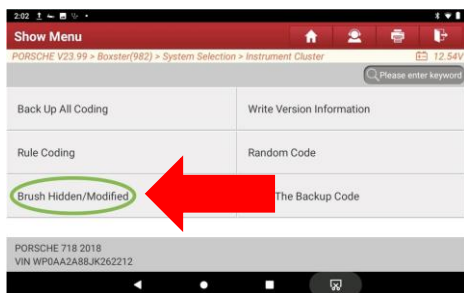 2:02
Show Menu
PORSCHE V23.99 > Boxster(982) > System Selection > Instrument Cluster
12.54V
Please enter keyword
Back Up All Coding
Write Version Information
Rule Coding
Random Code
Brush Hidden/Modified
The Backup Code
PORSCHE 718 2018
VIN WP0AA2A88JK262212